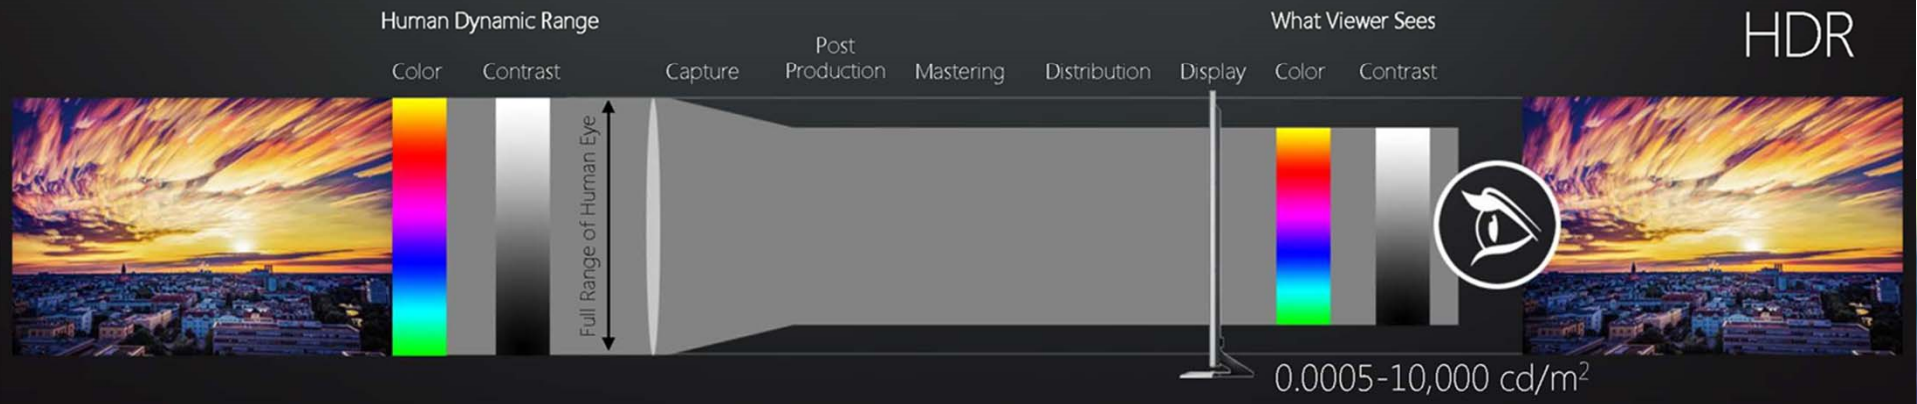 Human Dynamic Range
What Viewer Sees
HDR
Color
Contrast
Capture
Post
Production
Mastering
Distribution
Display
Color
Contrast
Full Range of Human Eye
0.0005-10,000 cd/m²